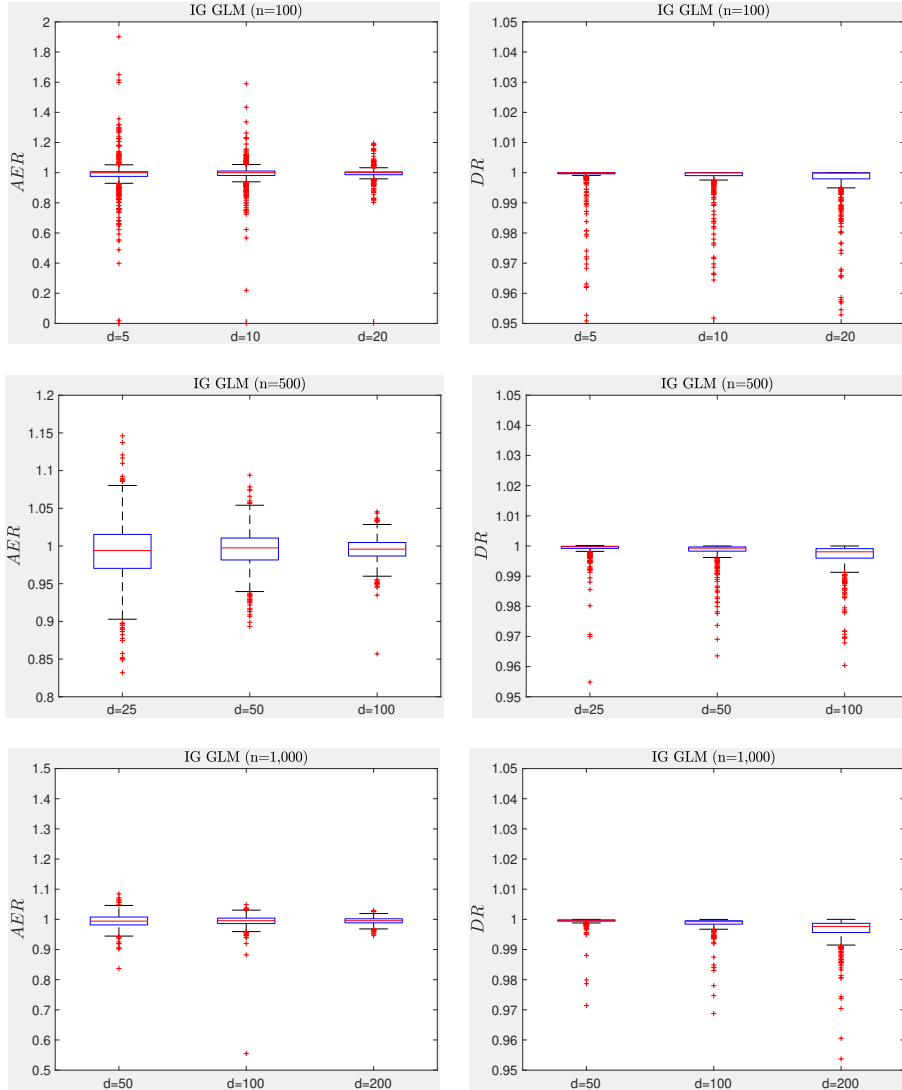 IG GLM (n=100)
AER
2
1.8
1.6
1.4
1.2
1
0.8
0.6
0.4
0.2
0
d=5
d=10
d=20
IG GLM (n=100)
DR
1.05
1.04
1.03
1.02
1.01
1
0.99
0.98
0.97
0.96
0.95
d=5
d=10
d=20
IG GLM (n=500)
AER
1.2
1.15
1.1
1.05
1
0.95
0.9
0.85
0.8
d=25
d=50
d=100
IG GLM (n=500)
DR
1.05
1.04
1.03
1.02
1.01
1
0.99
0.98
0.97
0.96
0.95
d=25
d=50
d=100
IG GLM (n=1,000)
AER
1.5
1.4
1.3
1.2
1.1
1
0.9
0.8
0.7
0.6
0.5
d=50
d=100
d=200
IG GLM (n=1,000)
DR
1.05
1.04
1.03
1.02
1.01
1
0.99
0.98
0.97
0.96
0.95
d=50
d=100
d=200